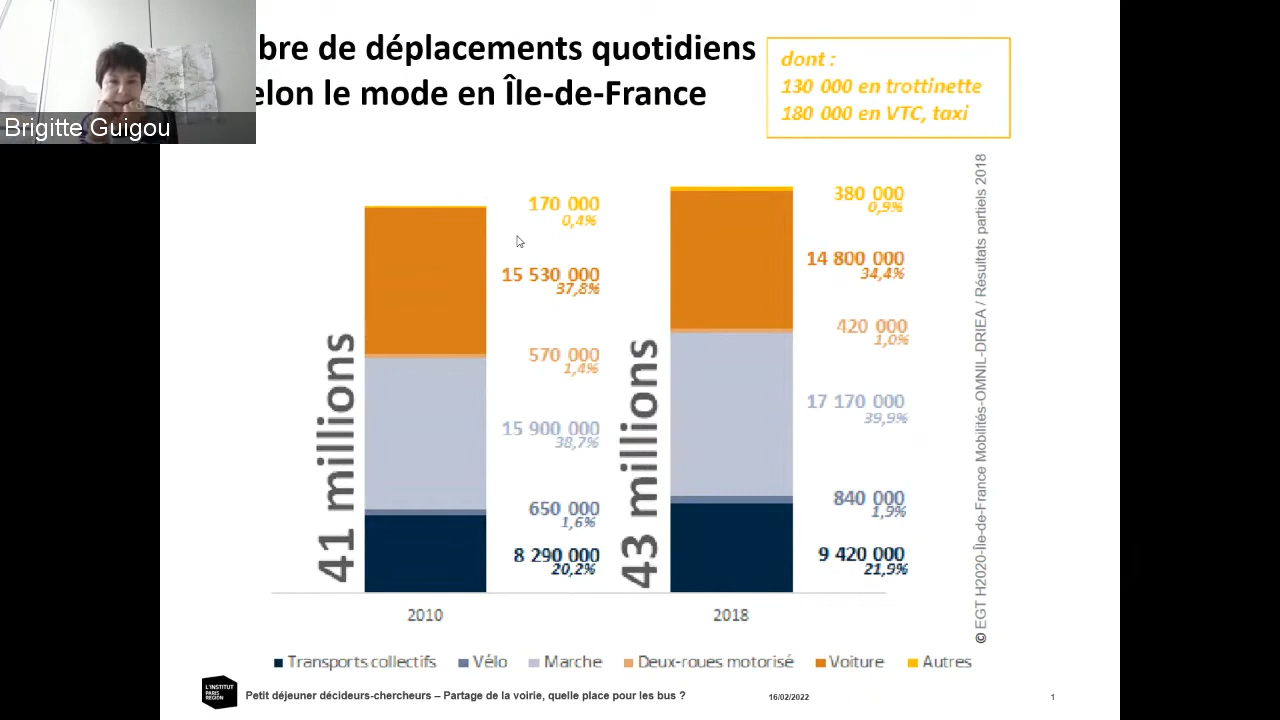 bre de déplacements quotidiens
elon le mode en Île-de-France
dont :
130 000 en trottinette
180 000 en VTC, taxi
Brigitte Guigou
41 millions
170 000
0,4%
15 530 000
37,8%
570 000
1,4%
15 900 000
38,7%
650 000
1,6%
8 290 000
20,2%
43 millions
380 000
0,9%
14 800 000
34,4%
420 000
1,0%
17 170 000
39,9%
840 000
1,9%
9 420 000
21,9%
© EGT H2020-Île-de-France Mobilités-OMNIL-DRIEA / Résultats partiels 2018
2010
2018
Transports collectifs
Vélo
Marche
Deux-roues motorisé
Voiture
Autres
L'INSTITUT
PARIS
REGION
Petit déjeuner décideurs-chercheurs – Partage de la voirie, quelle place pour les bus ?
16/02/2022
1